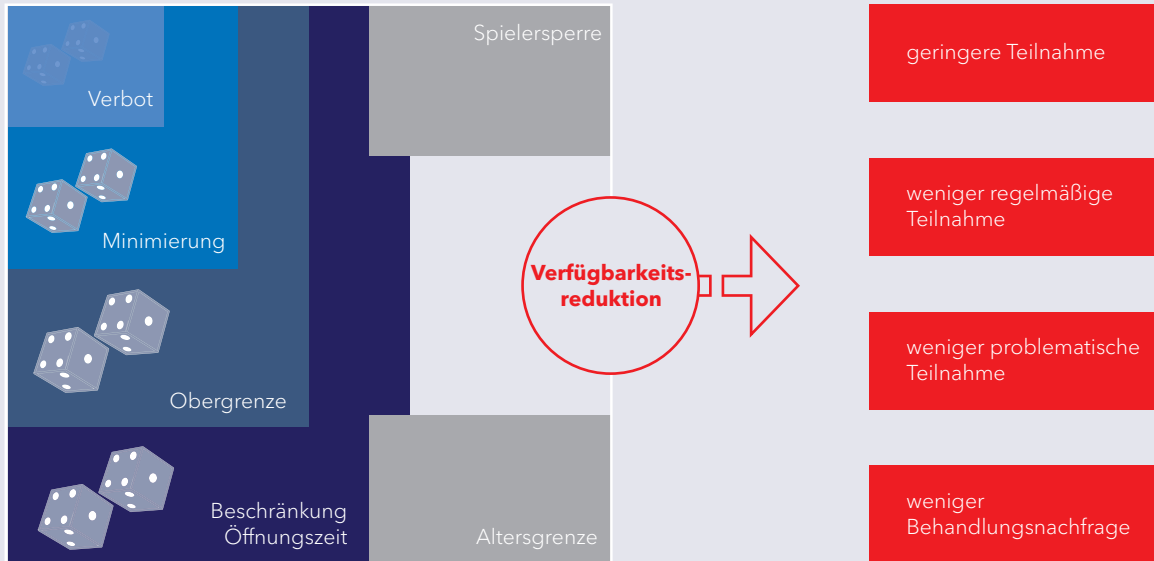 Verbot
Minimierung
Obergrenze
Beschränkung
Öffnungszeit
Spielersperre
Altersgrenze
Verfügbarkeits-
reduktion
geringere Teilnahme
weniger regelmäßige
Teilnahme
weniger problematische
Teilnahme
weniger
Behandlungsnachfrage